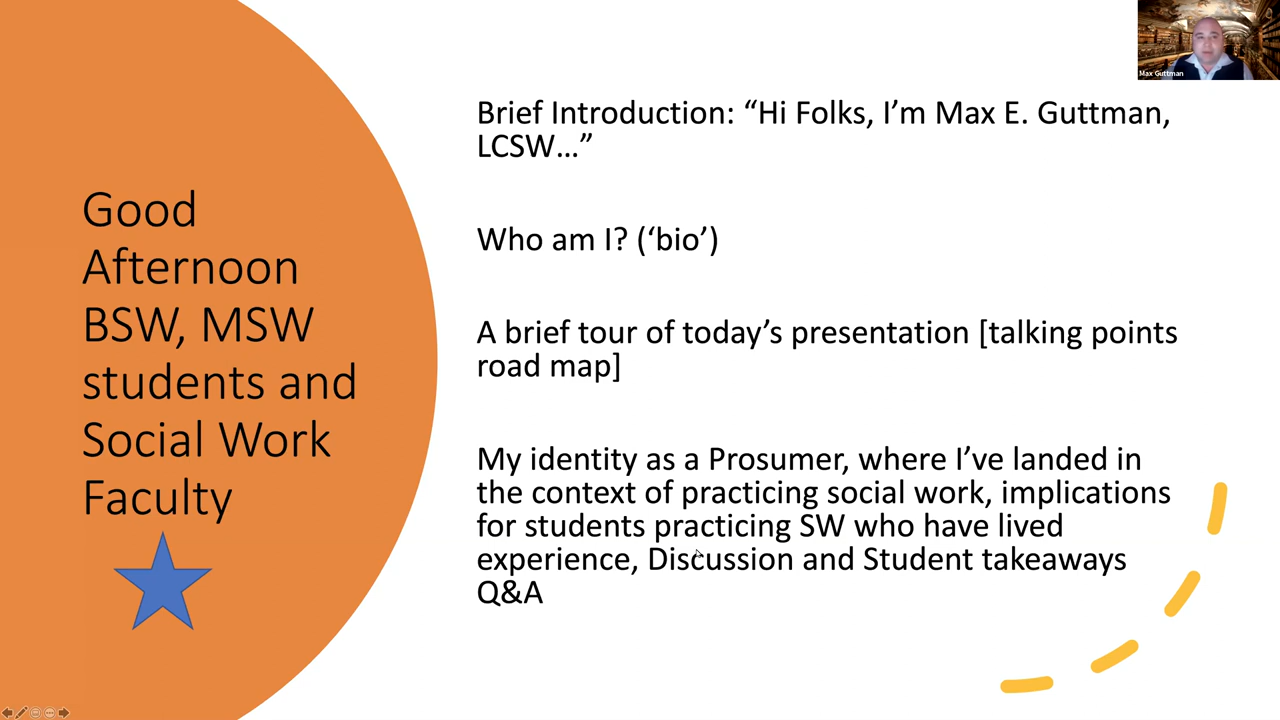 Good
Afternoon
BSW, MSW
students and
Social Work
Faculty
Brief Introduction: “Hi Folks, I’m Max E. Guttman,
LCSW…”
Who am I? (‘bio’)
A brief tour of today’s presentation [talking points
road map]
My identity as a Prosumer, where I’ve landed in
the context of practicing social work, implications
for students practicing SW who have lived
experience, Discussion and Student takeaways
Q&A
Max Guttman